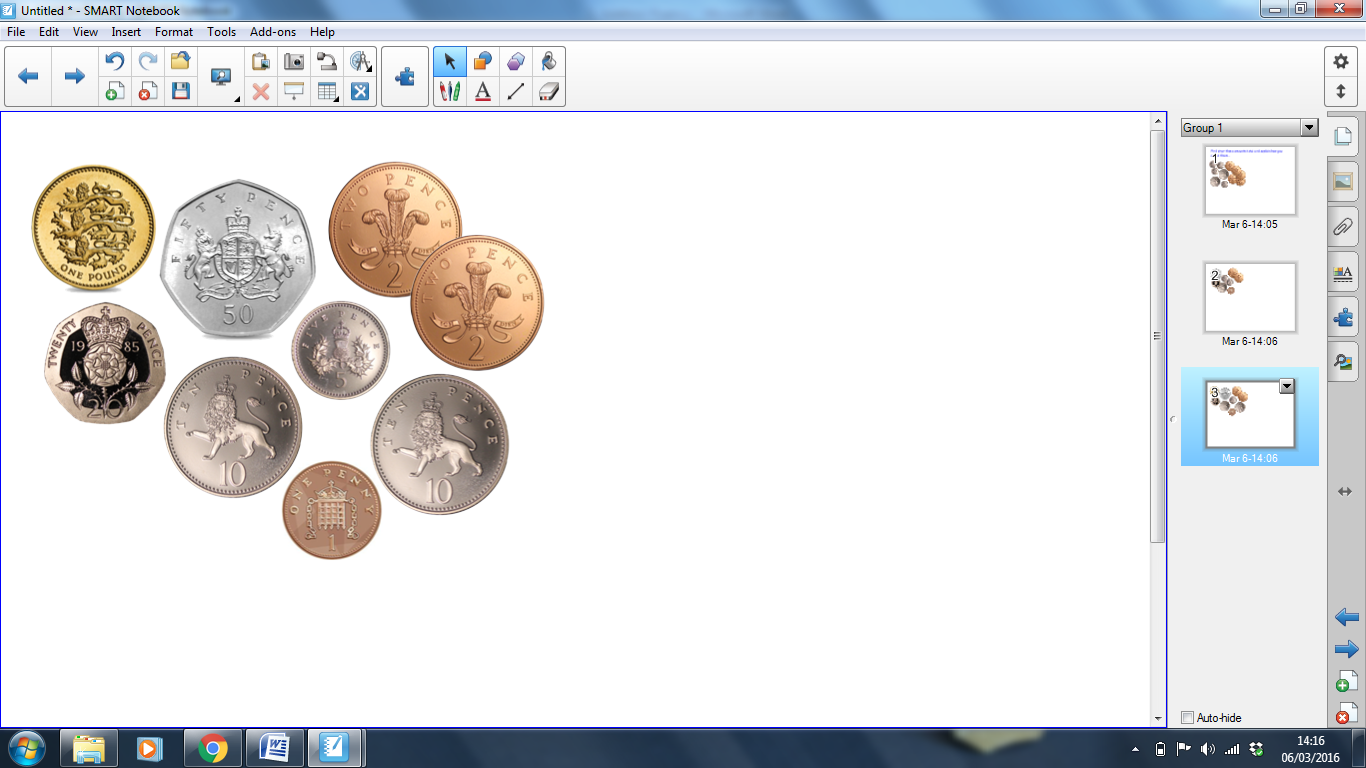 Untitled * - SMART Notebook
File Edit View Insert Format Tools Add-ons Help
Group 1
1
Mar 6-14:05
2
Mar 6-14:06
3
Mar 6-14:06
ONE POUND
FIFTY PENCE
50
TWO PENCE
2
TWO PENCE
2
TWENTY PENCE
1985
20
FIVE PENCE
5
TEN PENCE
10
TEN PENCE
10
ONE PENNY
1
Auto-hide
14:16
06/03/2016